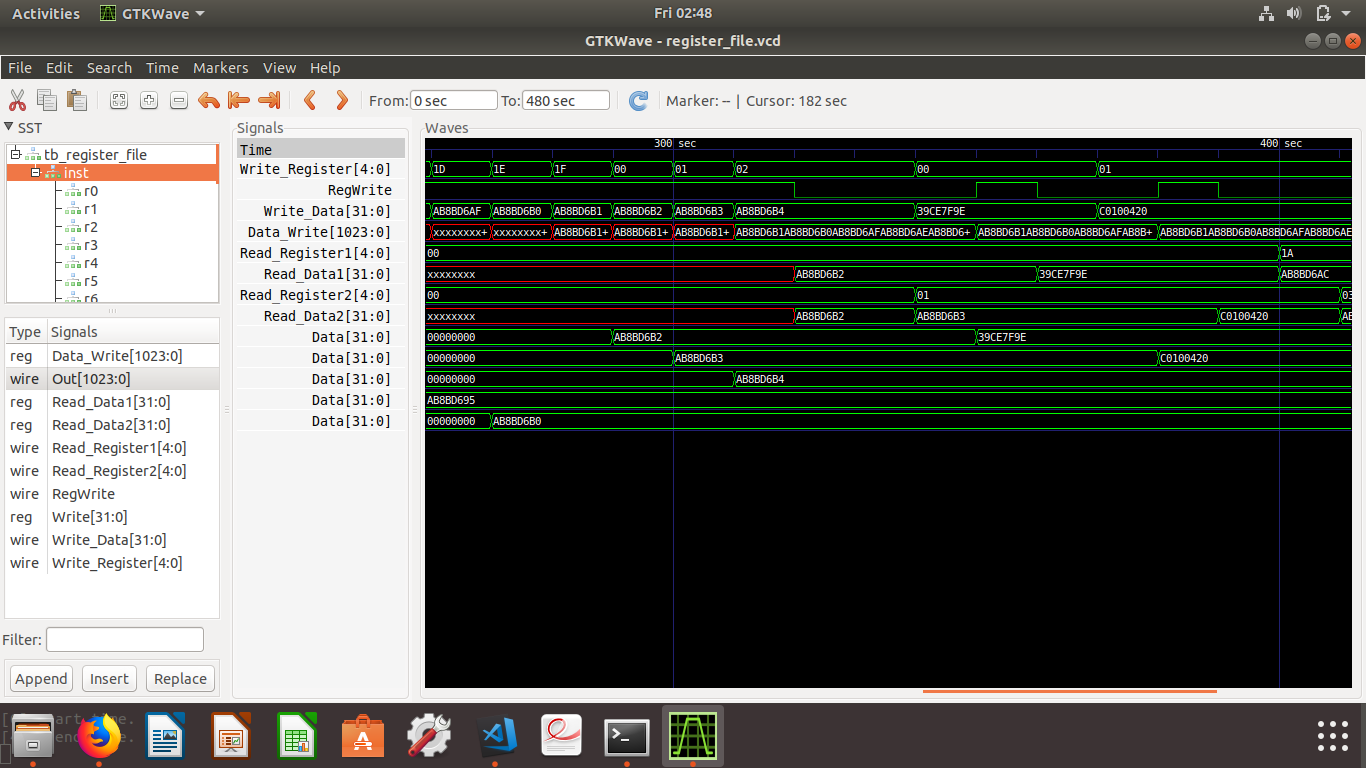 Activities GTKWave Fri 02:48
GTKWave - register_file.vcd
File Edit Search Time Markers View Help
From: 0 sec To: 480 sec Marker: -- | Cursor: 182 sec
SST
tb_register_file
inst
r0
r1
r2
r3
r4
r5
r6
Type Signals
reg Data_Write[1023:0]
wire Out[1023:0]
reg Read_Data1[31:0]
reg Read_Data2[31:0]
wire Read_Register1[4:0]
wire Read_Register2[4:0]
wire RegWrite
reg Write[31:0]
wire Write_Data[31:0]
wire Write_Register[4:0]
Filter:
Append Insert Replace
Signals
Time
Write_Register[4:0]
RegWrite
Write_Data[31:0]
Data_Write[1023:0]
Read_Register1[4:0]
Read_Data1[31:0]
Read_Register2[4:0]
Read_Data2[31:0]
Data[31:0]
Data[31:0]
Data[31:0]
Data[31:0]
Data[31:0]
Waves
300 sec 400 sec
1D 1E 1F 00 01 02 00 01
AB8BD6AF AB8BD6B0 AB8BD6B1 AB8BD6B2 AB8BD6B3 AB8BD6B4 39CE7F9E C0100420
xxxxxxxx+ xxxxxxxx+ AB8BD6B1+ AB8BD6B1+ AB8BD6B1+ AB8BD6B1AB8BD6B0AB8BD6AFAB8BD6AEAB8BD6+ AB8BD6B1AB8BD6B0AB8BD6AFAB8B+ AB8BD6B1AB8BD6B0AB8BD6AFAB8BD6AE
00 1A
xxxxxxxx AB8BD6B2 39CE7F9E AB8BD6AC
00 01 03
xxxxxxxx AB8BD6B2 AB8BD6B3 C0100420
00000000 AB8BD6B2 39CE7F9E
00000000 AB8BD6B3 C0100420
00000000 AB8BD6B4
AB8BD695
00000000 AB8BD6B0